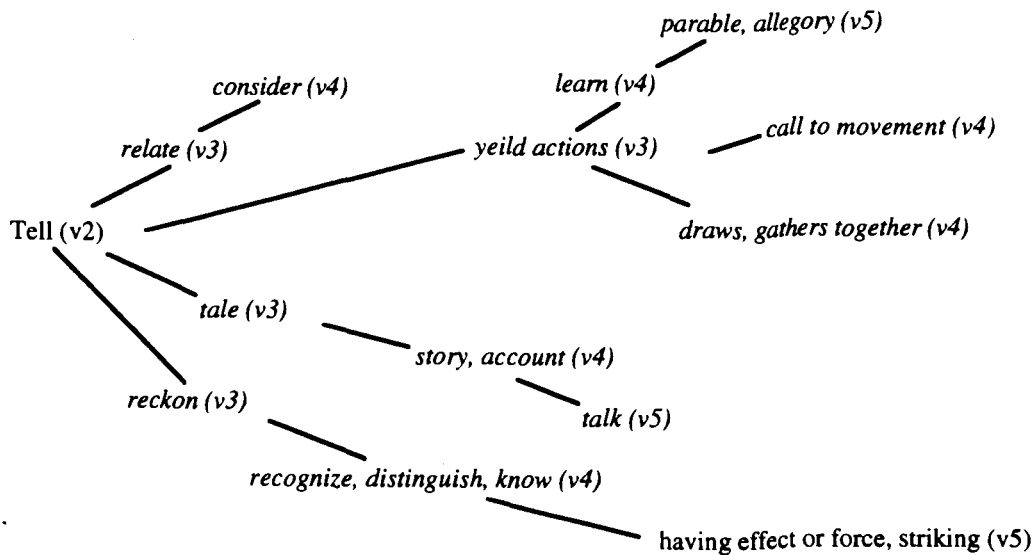 parable, allegory (v5)
consider (v4)
learn (v4)
call to movement (v4)
relate (v3)
yeild actions (v3)
Tell (v2)
draws, gathers together (v4)
tale (v3)
story, account (v4)
reckon (v3)
talk (v5)
recognize, distinguish, know (v4)
having effect or force, striking (v5)